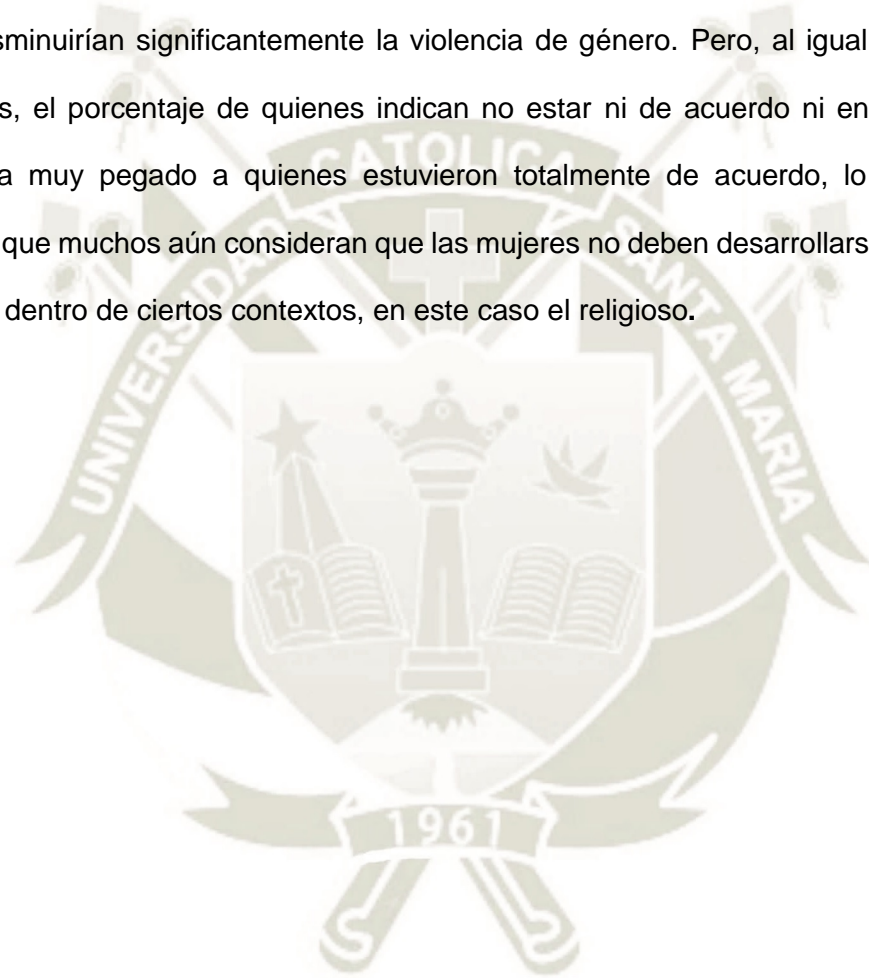 sminuirían significantemente la violencia de género. Pero, al igual
s, el porcentaje de quienes indican no estar ni de acuerdo ni en
a muy pegado a quienes estuvieron totalmente de acuerdo, lo
que muchos aún consideran que las mujeres no deben desarrollars
dentro de ciertos contextos, en este caso el religioso.
UNIVERSIDAD CATOLICA SANTA MARIA
1961